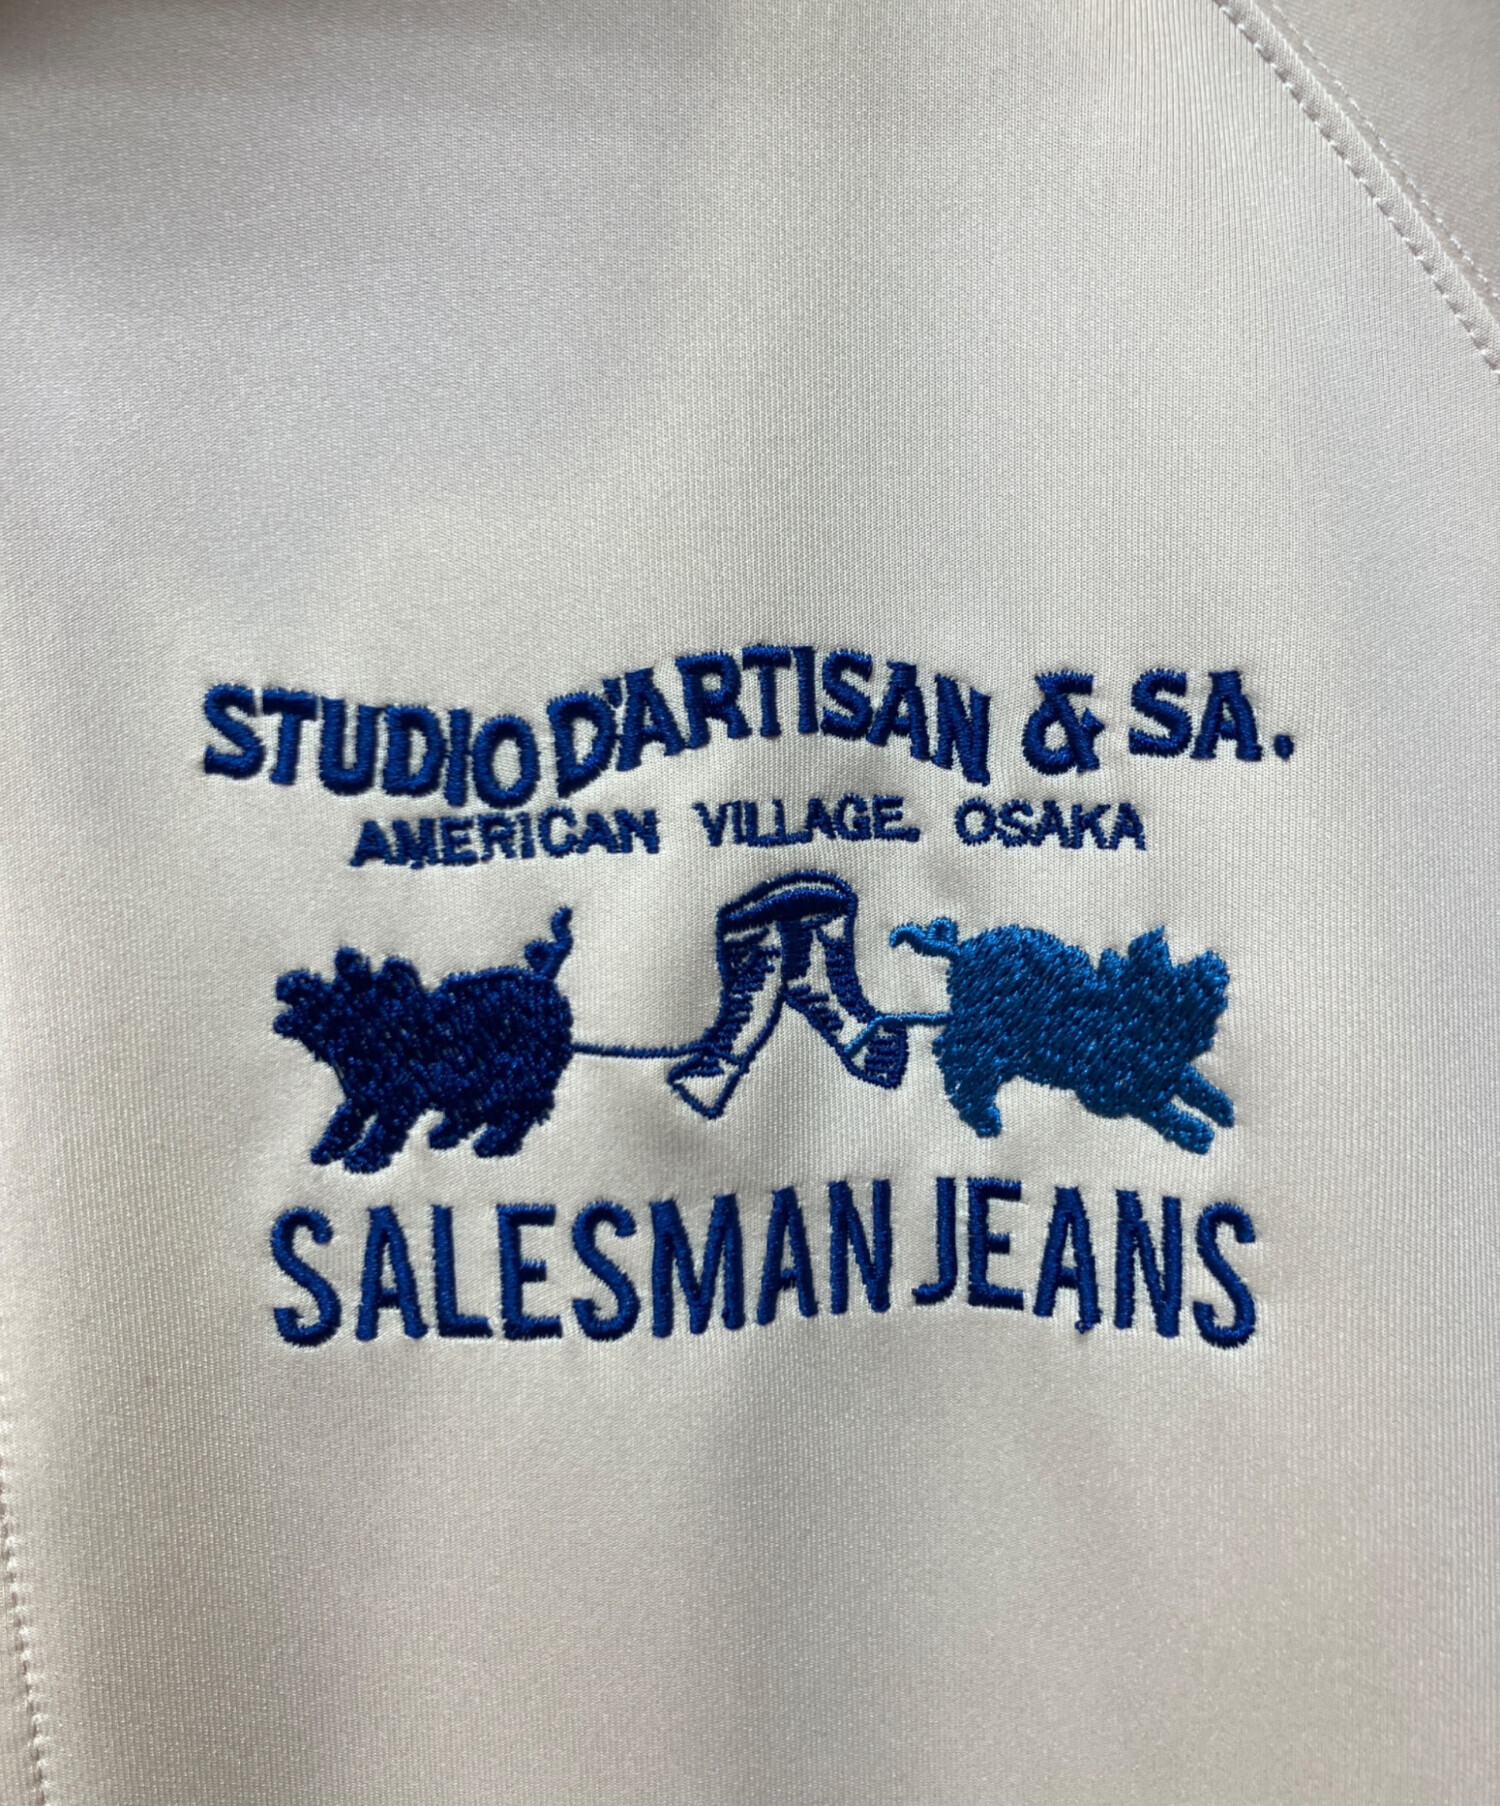 STUDIO D'ARTISAN & SA.
AMERICAN VILLAGE. OSAKA
SALESMAN JEANS